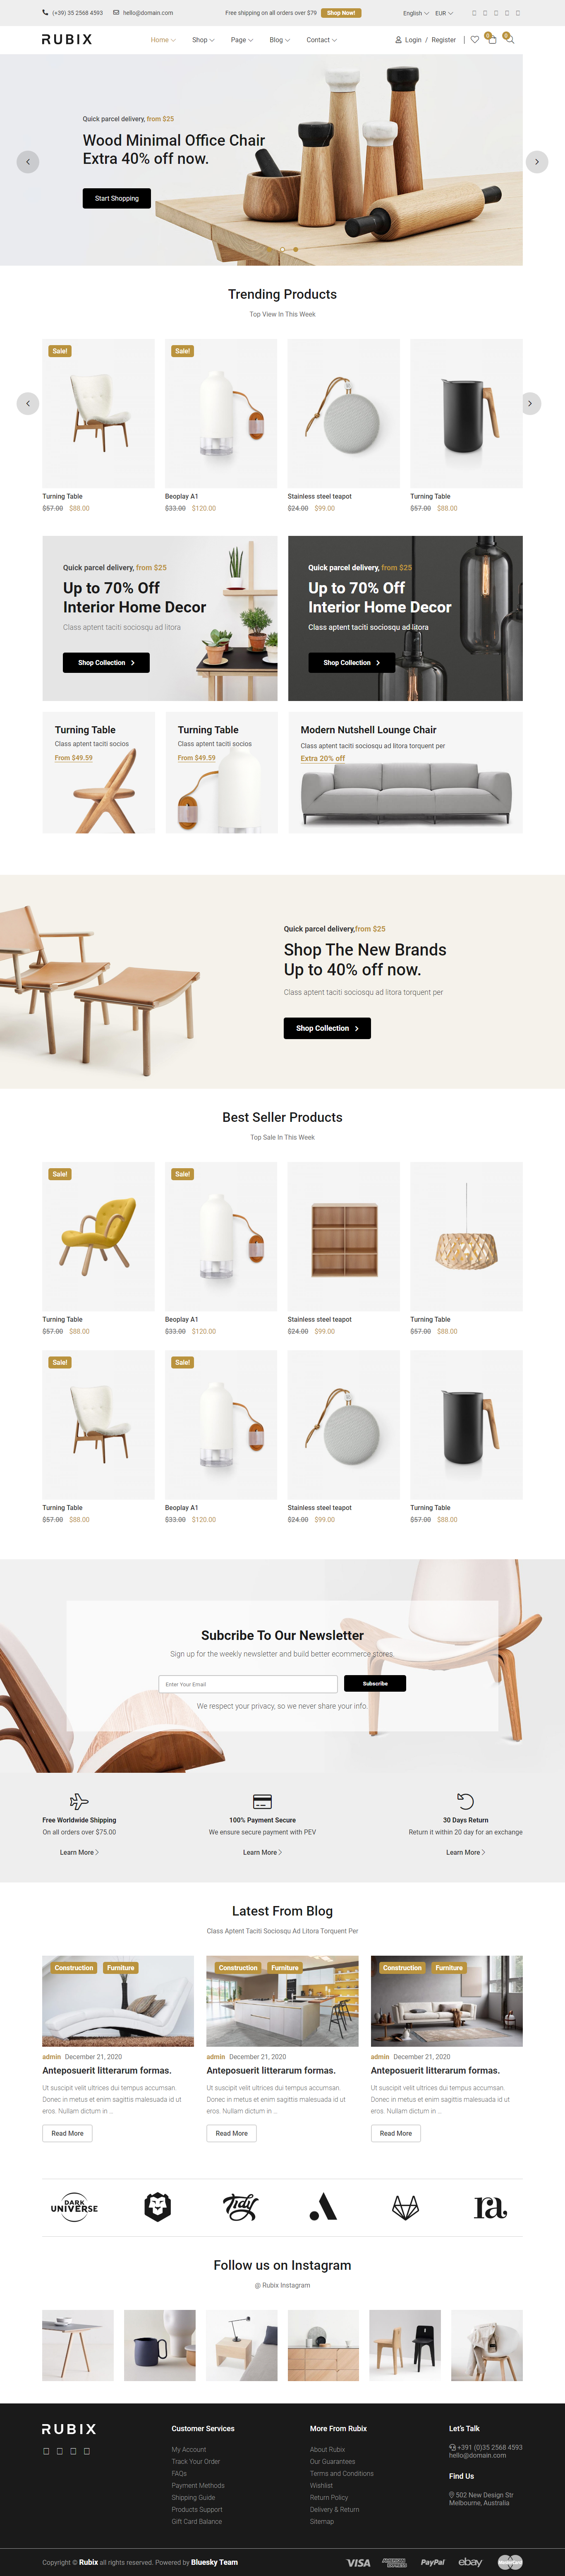 (+39) 35 2568 4593 hello@domain.com Free shipping on all orders over $79 Shop Now! English EUR
RUBIX Home Shop Page Blog Contact Login / Register 0 0
Quick parcel delivery, from $25
Wood Minimal Office Chair
Extra 40% off now.
Start Shopping
Trending Products
Top View In This Week
Sale! Sale!
Turning Table Beoplay A1 Stainless steel teapot Turning Table
$57.00 $88.00 $33.00 $120.00 $24.00 $99.00 $57.00 $88.00
Quick parcel delivery, from $25
Up to 70% Off
Interior Home Decor
Class aptent taciti sociosqu ad litora
Shop Collection
Quick parcel delivery, from $25
Up to 70% Off
Interior Home Decor
Class aptent taciti sociosqu ad litora
Shop Collection
Turning Table
Class aptent taciti socios
From $49.59
Turning Table
Class aptent taciti socios
From $49.59
Modern Nutshell Lounge Chair
Class aptent taciti sociosqu ad litora torquent per
Extra 20% off
Quick parcel delivery,from $25
Shop The New Brands
Up to 40% off now.
Class aptent taciti sociosqu ad litora torquent per
Shop Collection
Best Seller Products
Top Sale In This Week
Sale! Sale!
Turning Table Beoplay A1 Stainless steel teapot Turning Table
$57.00 $88.00 $33.00 $120.00 $24.00 $99.00 $57.00 $88.00
Sale! Sale!
Turning Table Beoplay A1 Stainless steel teapot Turning Table
$57.00 $88.00 $33.00 $120.00 $24.00 $99.00 $57.00 $88.00
Subcribe To Our Newsletter
Sign up for the weekly newsletter and build better ecommerce stores.
Enter Your Email Subscribe
We respect your privacy, so we never share your info.
Free Worldwide Shipping 100% Payment Secure 30 Days Return
On all orders over $75.00 We ensure secure payment with PEV Return it within 20 day for an exchange
Learn More Learn More Learn More
Latest From Blog
Class Aptent Taciti Sociosqu Ad Litora Torquent Per
Construction Furniture Construction Furniture Construction Furniture
admin December 21, 2020 admin December 21, 2020 admin December 21, 2020
Anteposuerit litterarum formas. Anteposuerit litterarum formas. Anteposuerit litterarum formas.
Ut suscipit velit ultrices dui tempus accumsan. Ut suscipit velit ultrices dui tempus accumsan. Ut suscipit velit ultrices dui tempus accumsan.
Donec in metus et enim sagittis malesuada id ut Donec in metus et enim sagittis malesuada id ut Donec in metus et enim sagittis malesuada id ut
eros. Nullam dictum in ... eros. Nullam dictum in ... eros. Nullam dictum in ...
Read More Read More Read More
DARK UNIVERSE Tidy ra.
Follow us on Instagram
@ Rubix Instagram
RUBIX Customer Services More From Rubix Let's Talk
My Account About Rubix +391 (0)35 2568 4593
Track Your Order Our Guarantees hello@domain.com
FAQs Terms and Conditions
Payment Methods Wishlist Find Us
Shipping Guide Return Policy 502 New Design Str
Products Support Delivery & Return Melbourne, Australia
Gift Card Balance Sitemap
Copyright © Rubix all rights reserved. Powered by Bluesky Team VISA AMERICAN EXPRESS PayPal ebay